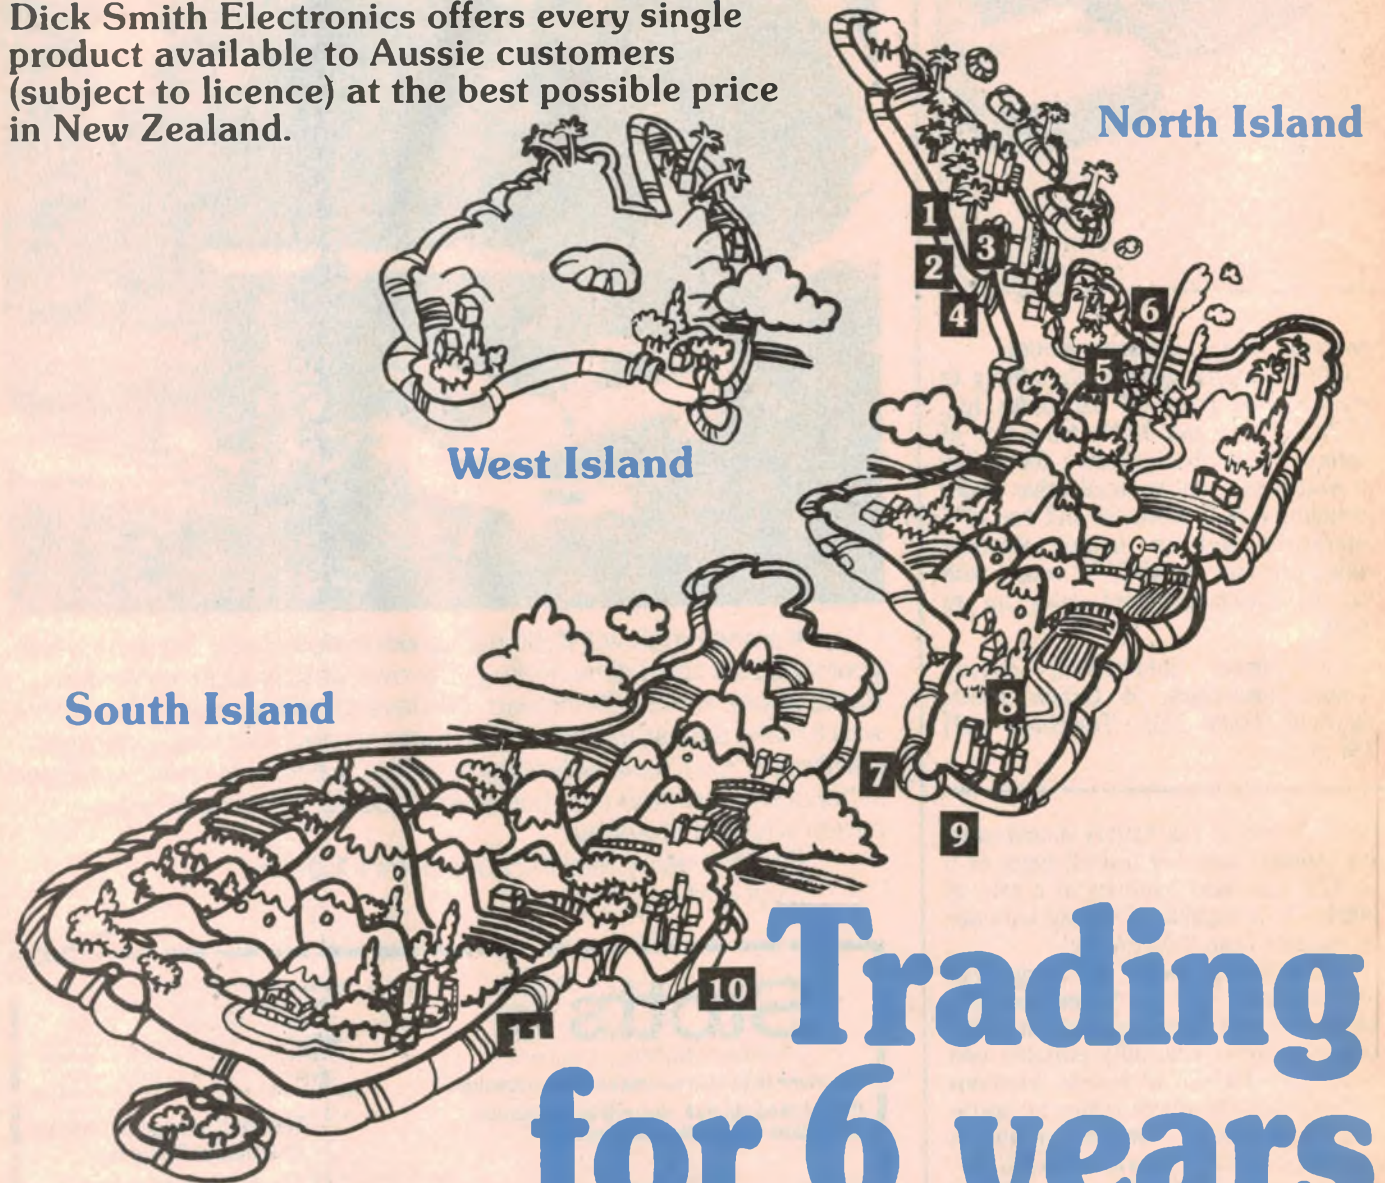 Dick Smith Electronics offers every single
product available to Aussie customers
(subject to licence) at the best possible price
in New Zealand.
North Island
1
3
2
4
6
5
West Island
South Island
8
7
9
10
Trading
for 6 years